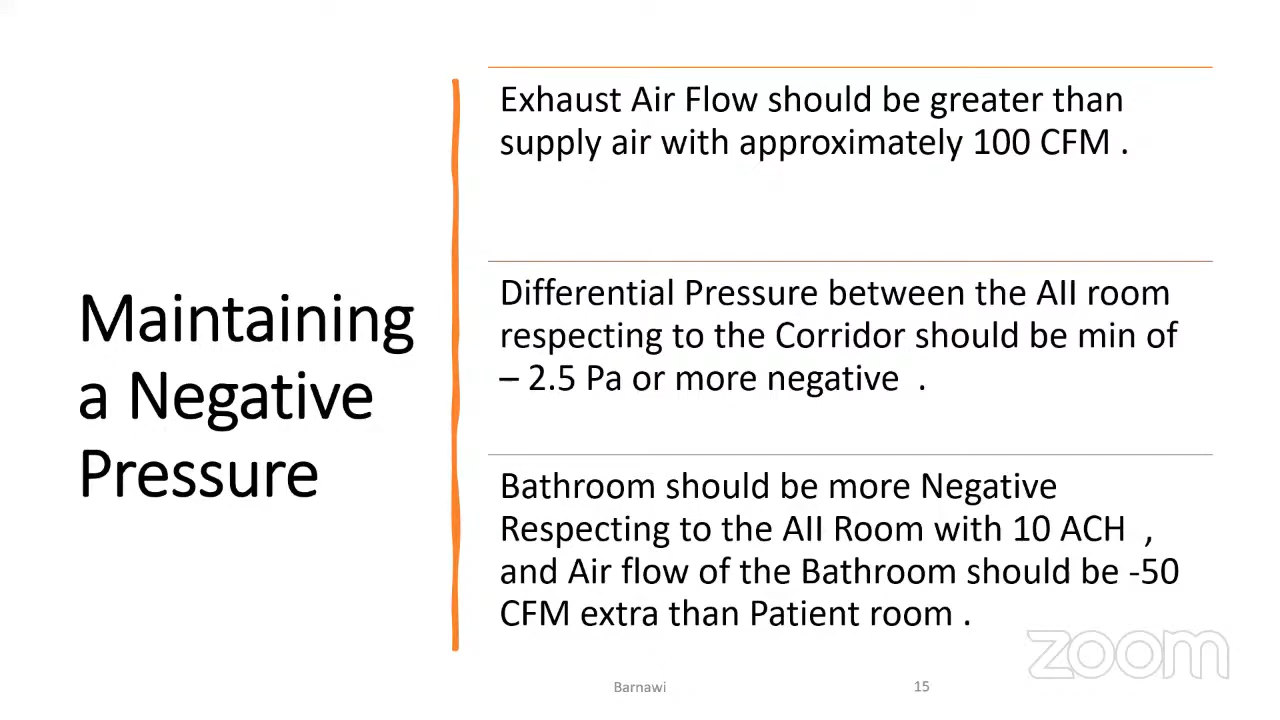 Maintaining
a Negative
Pressure
Exhaust Air Flow should be greater than
supply air with approximately 100 CFM .
Differential Pressure between the AII room
respecting to the Corridor should be min of
– 2.5 Pa or more negative  .
Bathroom should be more Negative
Respecting to the AII Room with 10 ACH  ,
and Air flow of the Bathroom should be -50
CFM extra than Patient room .
zoom
Barnawi
15